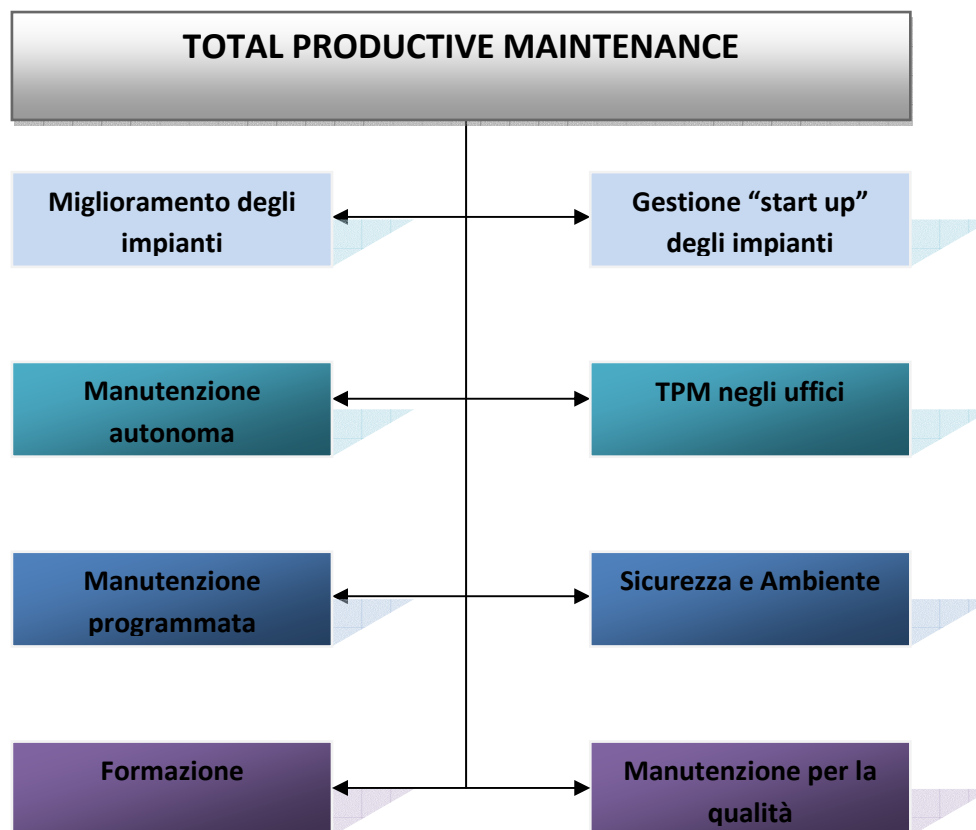 TOTAL PRODUCTIVE MAINTENANCE
Miglioramento degli
impianti
Gestione “start up”
degli impianti
Manutenzione
autonoma
TPM negli uffici
Manutenzione
programmata
Sicurezza e Ambiente
Formazione
Manutenzione per la
qualità